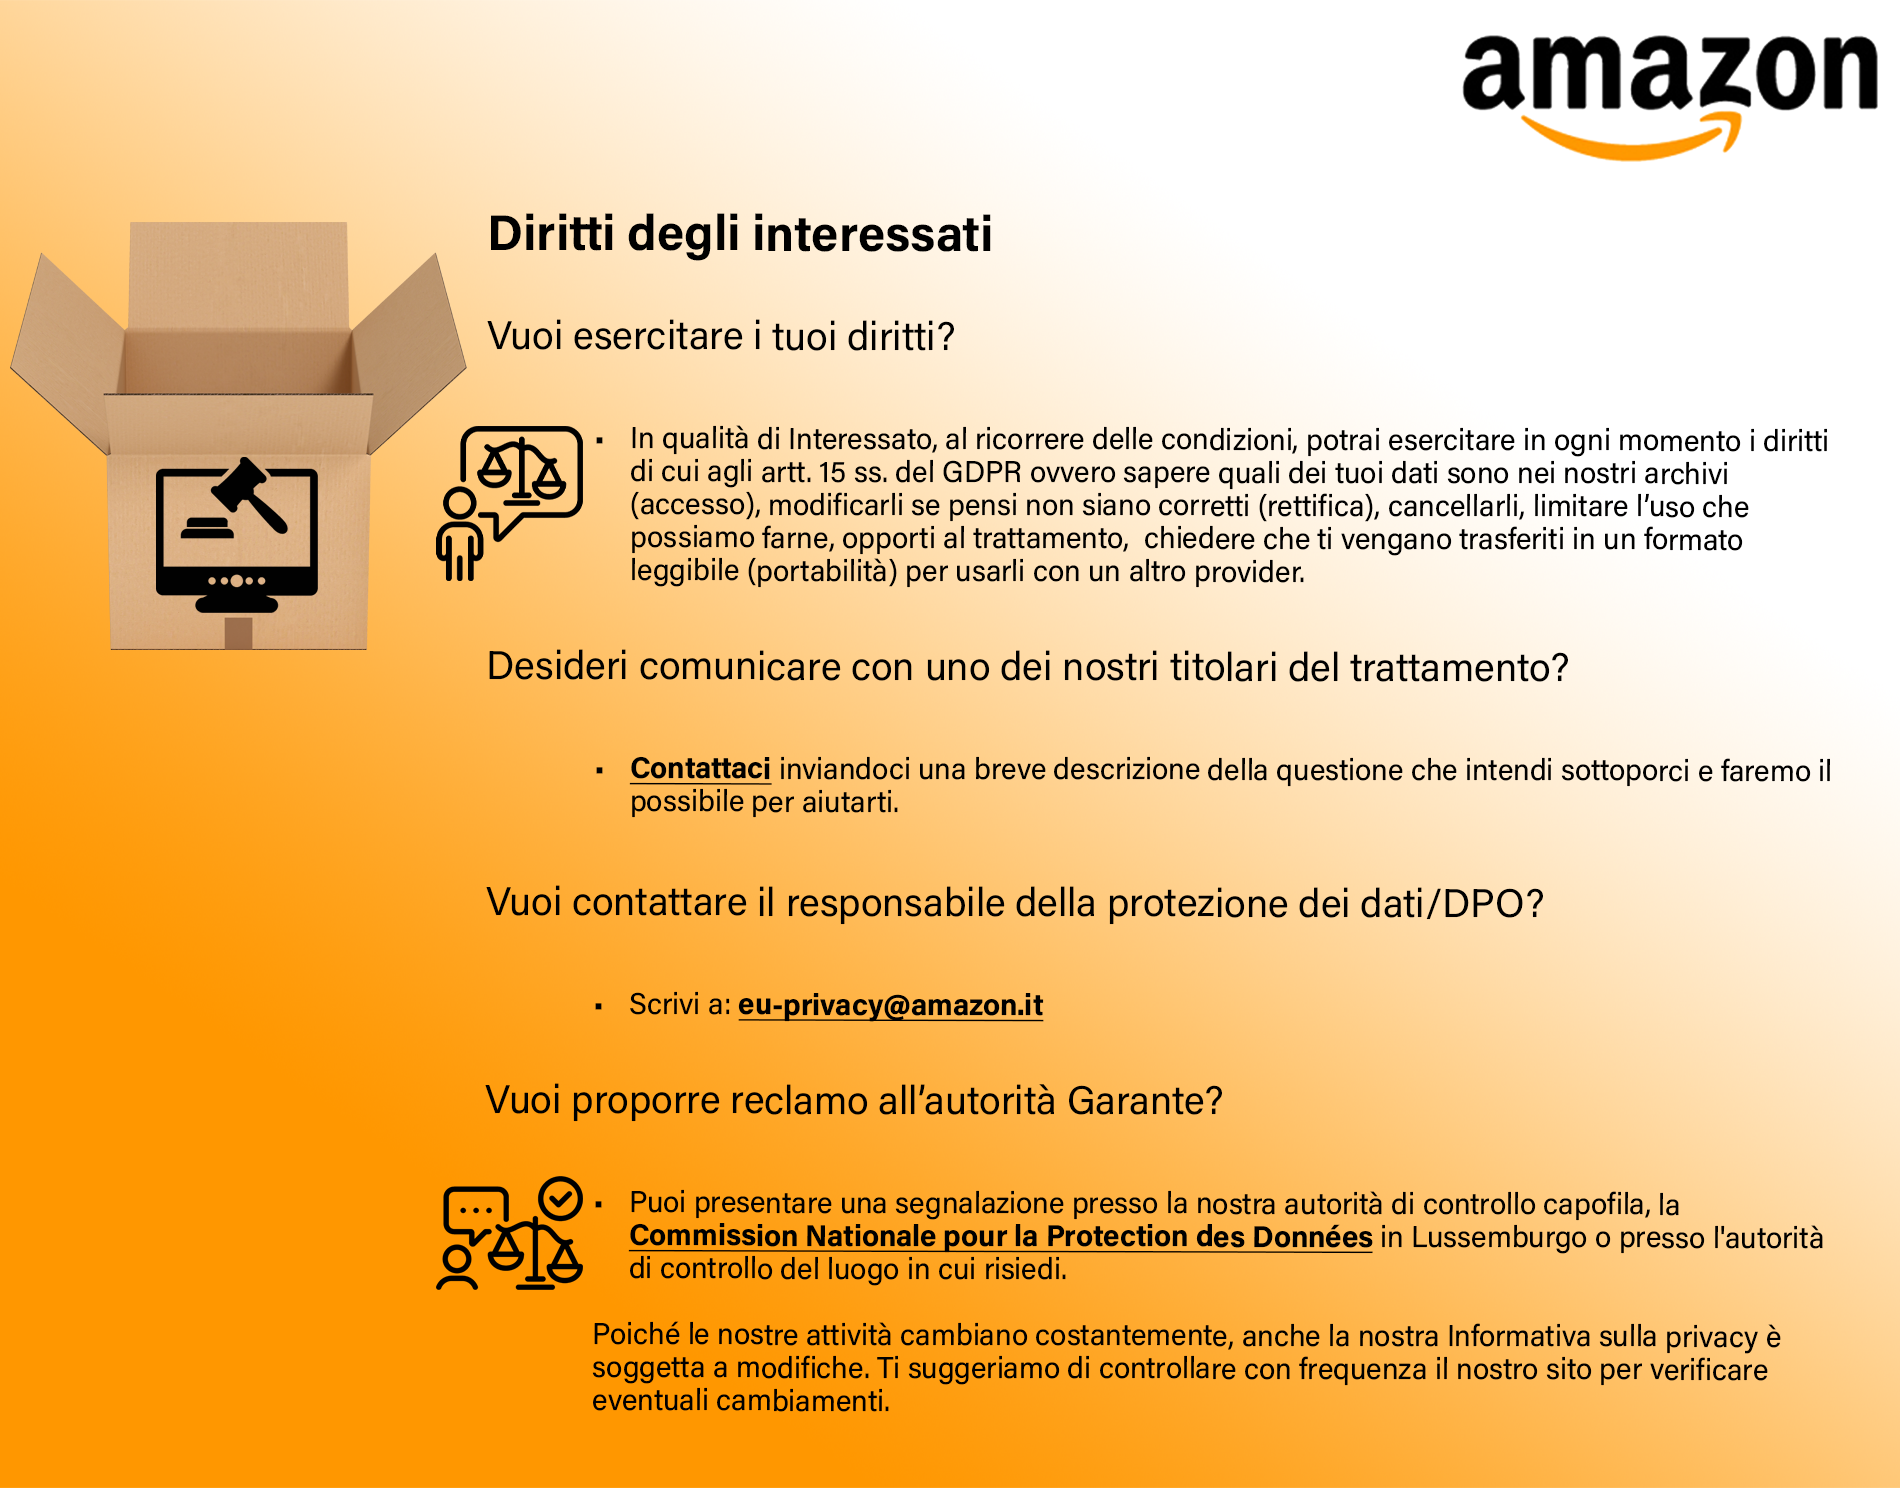 amazon
Diritti degli interessati
Vuoi esercitare i tuoi diritti?
▪ In qualità di Interessato, al ricorrere delle condizioni, potrai esercitare in ogni momento i diritti
di cui agli artt. 15 ss. del GDPR ovvero sapere quali dei tuoi dati sono nei nostri archivi
(accesso), modificarli se pensi non siano corretti (rettifica), cancellarli, limitare l’uso che
possiamo farne, opporti al trattamento, chiedere che ti vengano trasferiti in un formato
leggibile (portabilità) per usarli con un altro provider.
Desideri comunicare con uno dei nostri titolari del trattamento?
▪ Contattaci inviandoci una breve descrizione della questione che intendi sottoporci e faremo il
possibile per aiutarti.
Vuoi contattare il responsabile della protezione dei dati/DPO?
▪ Scrivi a: eu-privacy@amazon.it
Vuoi proporre reclamo all’autorità Garante?
▪ Puoi presentare una segnalazione presso la nostra autorità di controllo capofila, la
Commission Nationale pour la Protection des Données in Lussemburgo o presso l'autorità
di controllo del luogo in cui risiedi.
Poiché le nostre attività cambiano costantemente, anche la nostra Informativa sulla privacy è
soggetta a modifiche. Ti suggeriamo di controllare con frequenza il nostro sito per verificare
eventuali cambiamenti.